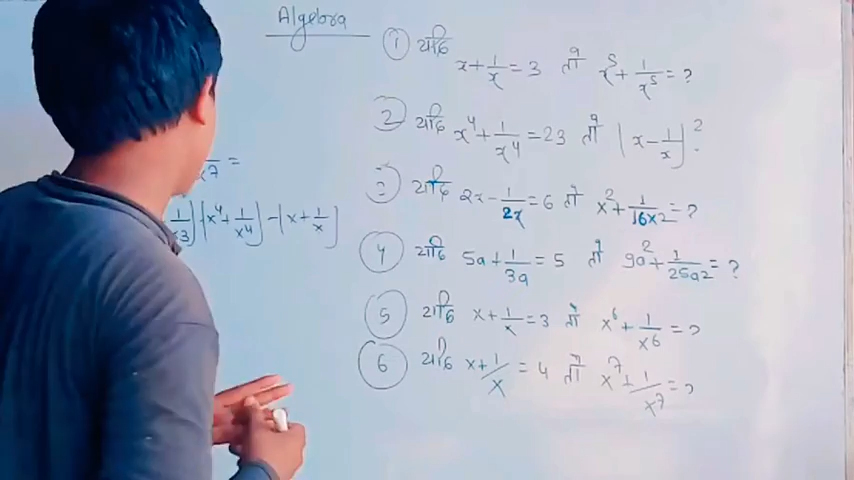 Algebra
① यदि x + 1/x = 3 तो x⁵ + 1/x⁵ = ?
② यदि x⁴ + 1/x⁴ = 23 तो [x - 1/x]²
③ यदि 2x - 1/2x = 6 तो x² + 1/16x2 = ?
④ यदि 5a + 1/3a = 5 तो 9a² + 1/25a2 = ?
⑤ यदि x + 1/x = 3 तो x⁶ + 1/x⁶ = ?
⑥ यदि x + 1/x = 4 तो x⁷ + 1/x⁷ = ?
x7 =
1/x3] [x⁴ + 1/x⁴] - [x + 1/x]